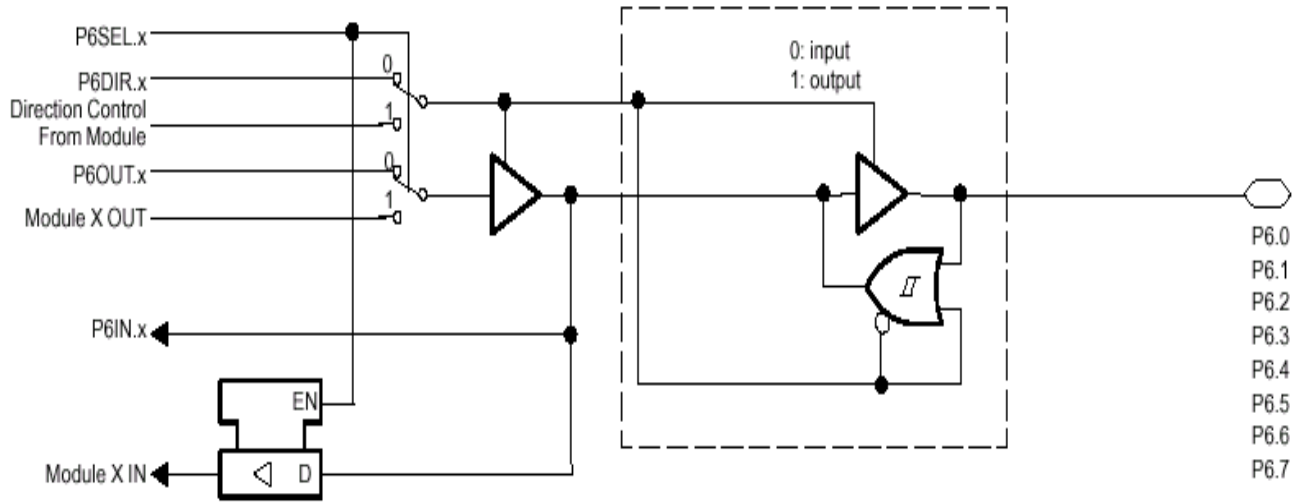 P6SEL.x
0
P6DIR.x
Direction Control
From Module
1
P6OUT.x
0
Module X OUT
1
P6IN.x
EN
Module X IN
D
0: input
1: output
P6.0
P6.1
P6.2
P6.3
P6.4
P6.5
P6.6
P6.7